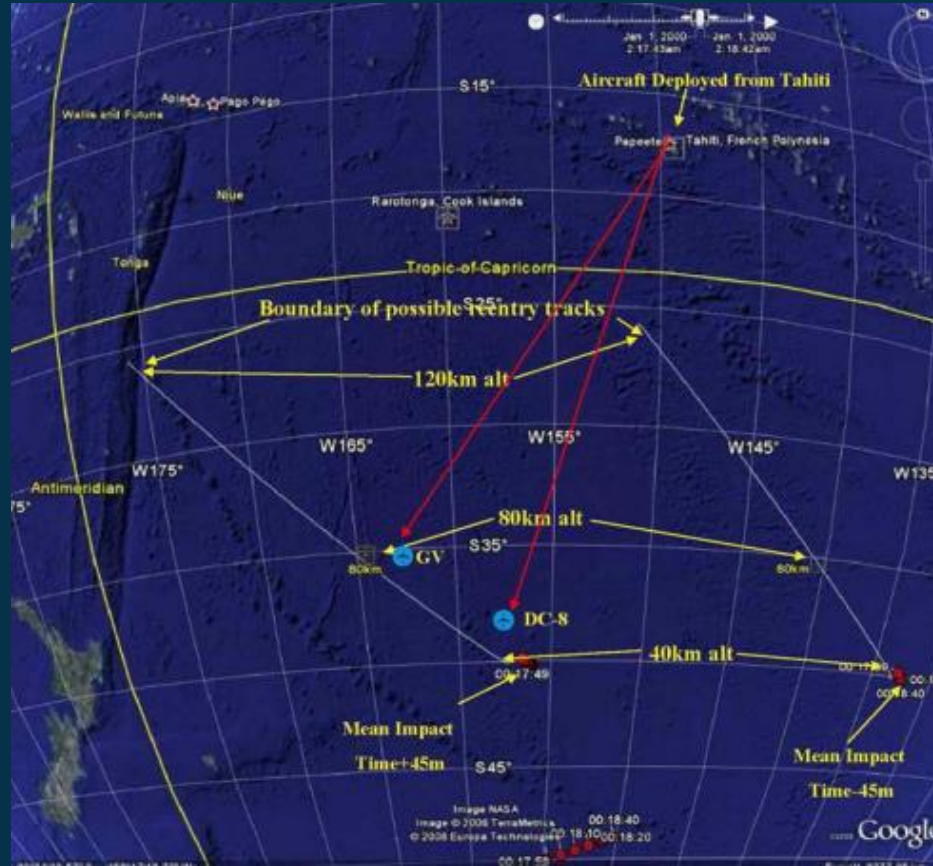 Jan. 1, 2000
2:17:43am
Jan. 1, 2000
2:18:42am
S15°
Aircraft Deployed from Tahiti
Apia
Pago Pago
Wallis and Futuna
Papeete
Tahiti, French Polynesia
Niue
Rarotonga, Cook Islands
Tonga
Tropic of Capricorn
S25°
Boundary of possible reentry tracks
120km alt
W165°
W155°
W145°
W175°
W135°
Antimeridian
75°
80km alt
S35°
GV
80km
80km
DC-8
40km alt
00:17:49
00:18:40
Mean Impact
Time+45m
Mean Impact
Time-45m
S45°
Image NASA
Image © 2008 TerraMetrics
© 2008 Europa Technologies
00:18:40
00:18:10
00:18:20
00:17:58
Google